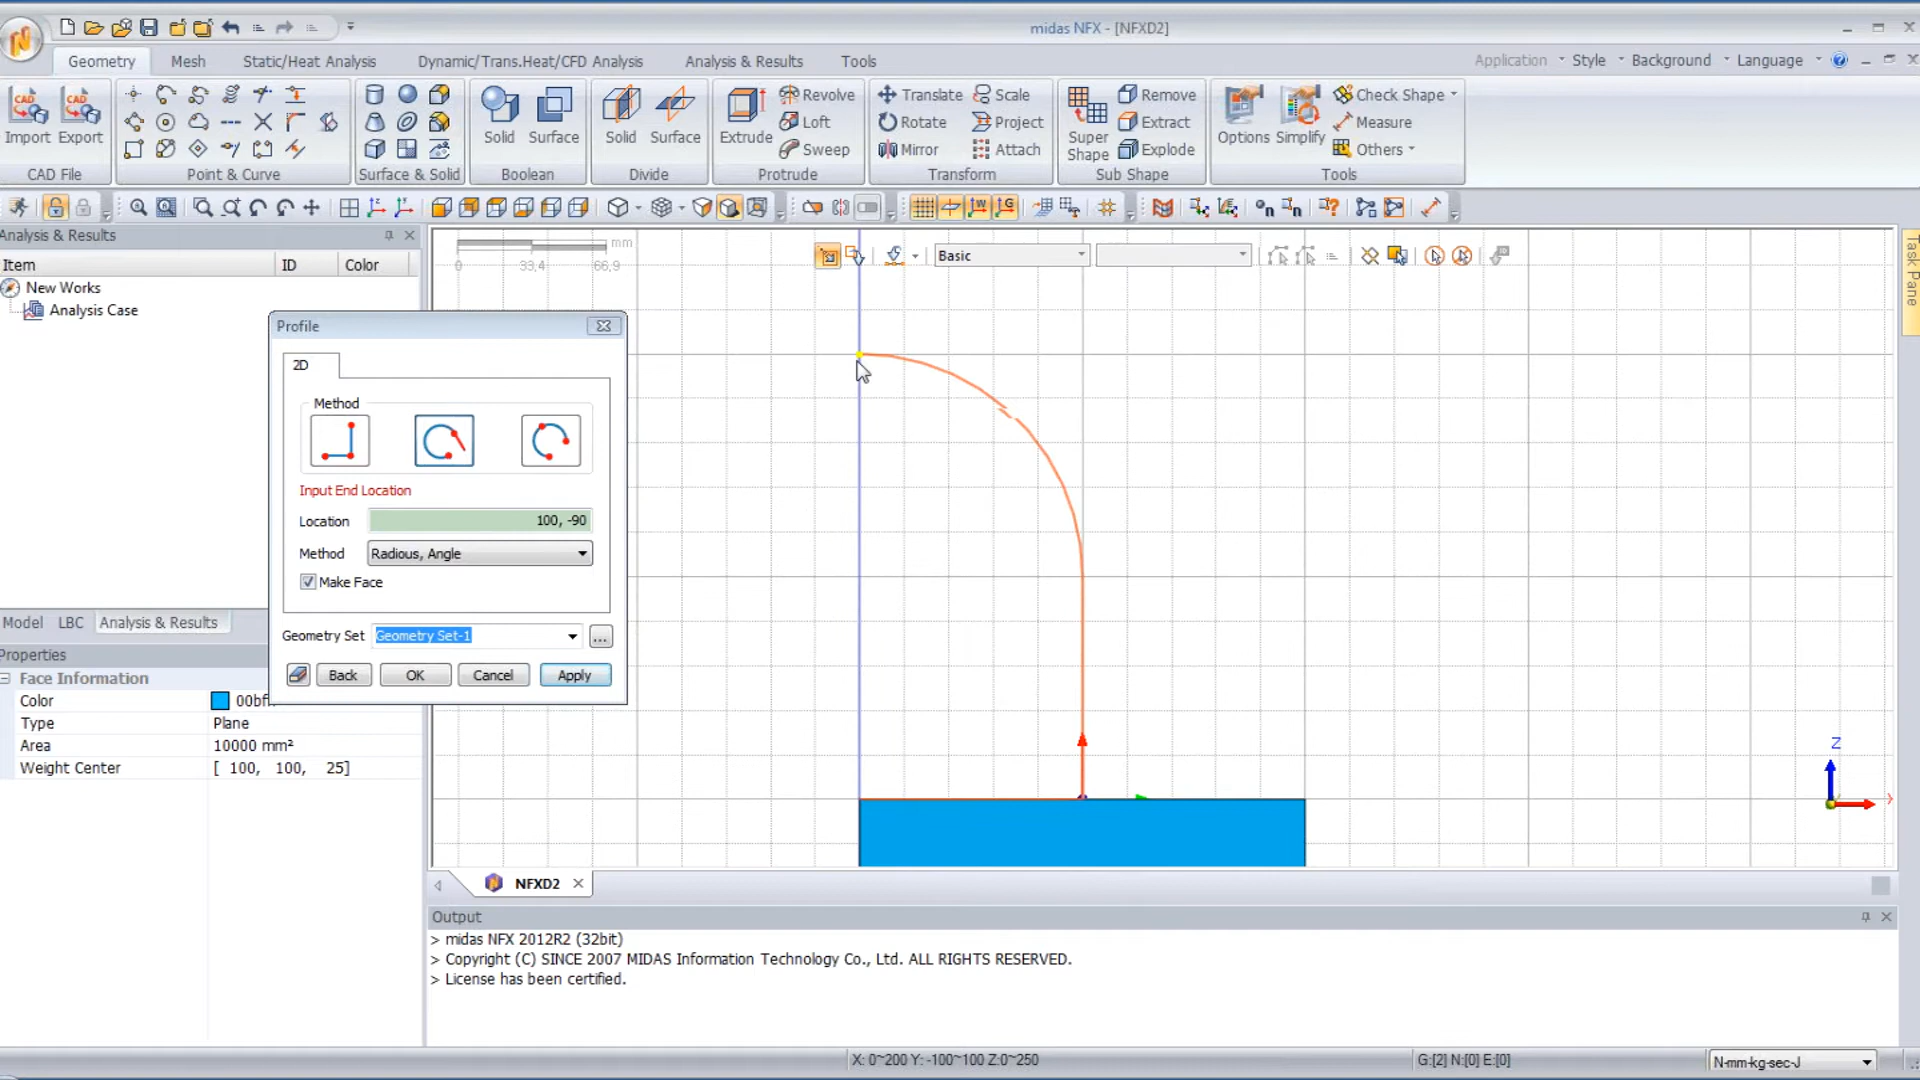 midas NFX - [NFXD2]
Geometry
Mesh
Static/Heat Analysis
Dynamic/Trans.Heat/CFD Analysis
Analysis & Results
Tools
Application
Style
Background
Language
CAD
CAD
Import
Export
Solid
Surface
Solid
Surface
Extrude
Revolve
Loft
Sweep
Translate
Rotate
Mirror
Scale
Project
Attach
Super
Shape
Remove
Extract
Explode
Options
Simplify
Check Shape
Measure
Others
CAD File
Point & Curve
Surface & Solid
Boolean
Divide
Protrude
Transform
Sub Shape
Tools
Analysis & Results
Item
ID
Color
New Works
Analysis Case
mm
0
33,4
66,9
Basic
Task Pane
Profile
2D
Method
Input End Location
Location
100, -90
Method
Radious, Angle
Make Face
Geometry Set
Geometry Set-1
...
Back
OK
Cancel
Apply
Model
LBC
Analysis & Results
Properties
Face Information
Color
00bf
Type
Plane
Area
10000 mm²
Weight Center
[ 100, 100, 25]
Z
NFXD2
Output
> midas NFX 2012R2 (32bit)
> Copyright (C) SINCE 2007 MIDAS Information Technology Co., Ltd. ALL RIGHTS RESERVED.
> License has been certified.
X: 0~200 Y: -100~100 Z:0~250
G:[2] N:[0] E:[0]
N-mm-kg-sec-J